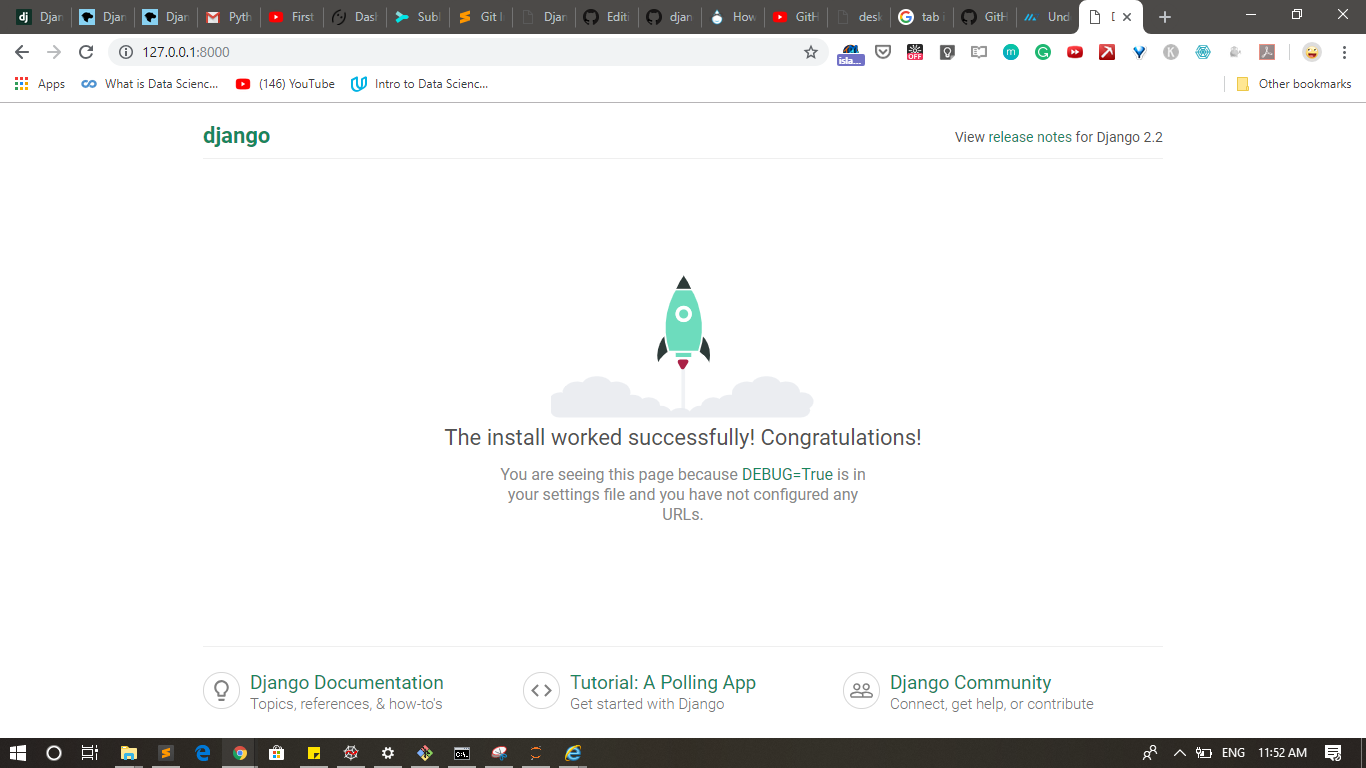 dj Djan Djan Djan Pyth First Dash Subl Git I Djan Editi djan How GitH desk tab i GitH Und
127.0.0.1:8000
OFF
isla...
Apps What is Data Scienc... (146) YouTube Intro to Data Scienc... Other bookmarks
django View release notes for Django 2.2
The install worked successfully! Congratulations!
You are seeing this page because DEBUG=True is in
your settings file and you have not configured any
URLs.
Django Documentation Tutorial: A Polling App Django Community
Topics, references, & how-to's Get started with Django Connect, get help, or contribute
ENG 11:52 AM